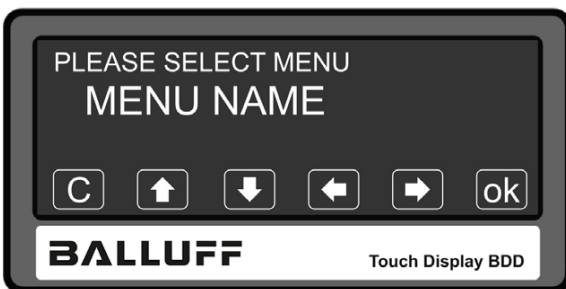 PLEASE SELECT MENU
MENU NAME
C
ok
BALLUFF
Touch Display BDD